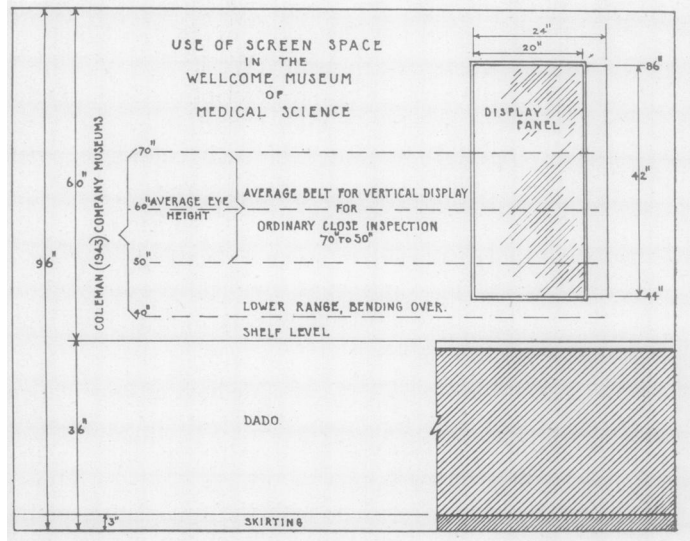 USE OF SCREEN SPACE
IN THE
WELLCOME MUSEUM
OF
MEDICAL SCIENCE
24"
20"
86"
DISPLAY
PANEL
42"
44"
96"
60"
36"
3"
COLEMAN (1943) COMPANY MUSEUMS
70"
60"
AVERAGE EYE
HEIGHT
50"
40"
AVERAGE BELT FOR VERTICAL DISPLAY
FOR
ORDINARY CLOSE INSPECTION
70" TO 50"
LOWER RANGE, BENDING OVER.
SHELF LEVEL
DADO
SKIRTING